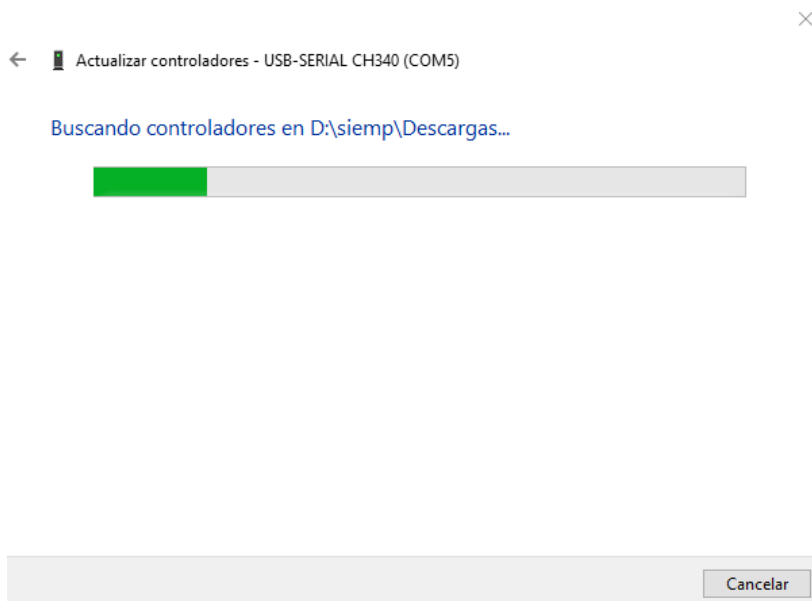 Actualizar controladores - USB-SERIAL CH340 (COM5)
Buscando controladores en D:\siemp\Descargas...
Cancelar